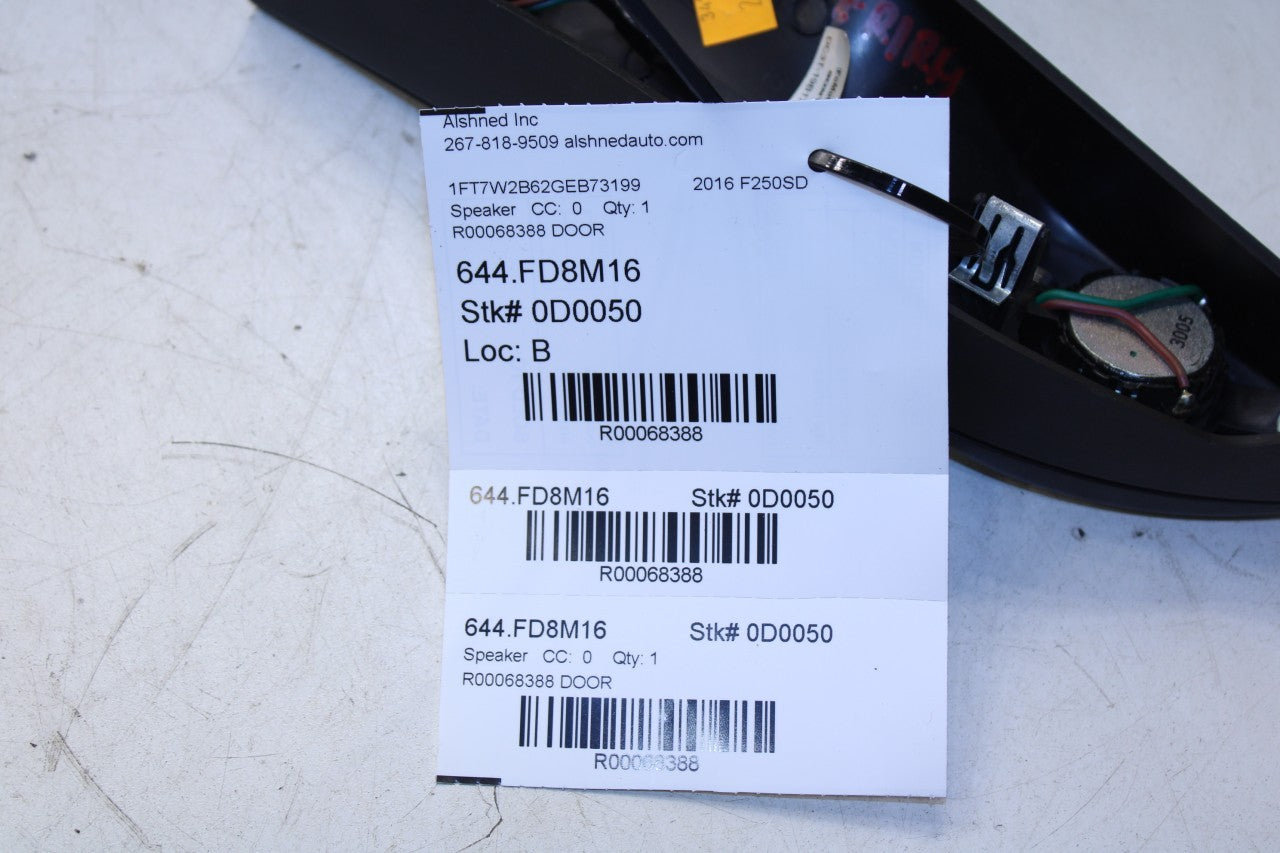 Alshned Inc
267-818-9509 alshnedauto.com
1FT7W2B62GEB73199 2016 F250SD
Speaker CC: 0 Qty: 1
R00068388 DOOR
644.FD8M16
Stk# 0D0050
Loc: B
R00068388
644.FD8M16 Stk# 0D0050
R00068388
644.FD8M16 Stk# 0D0050
Speaker CC: 0 Qty: 1
R00068388 DOOR
R00068388
3005